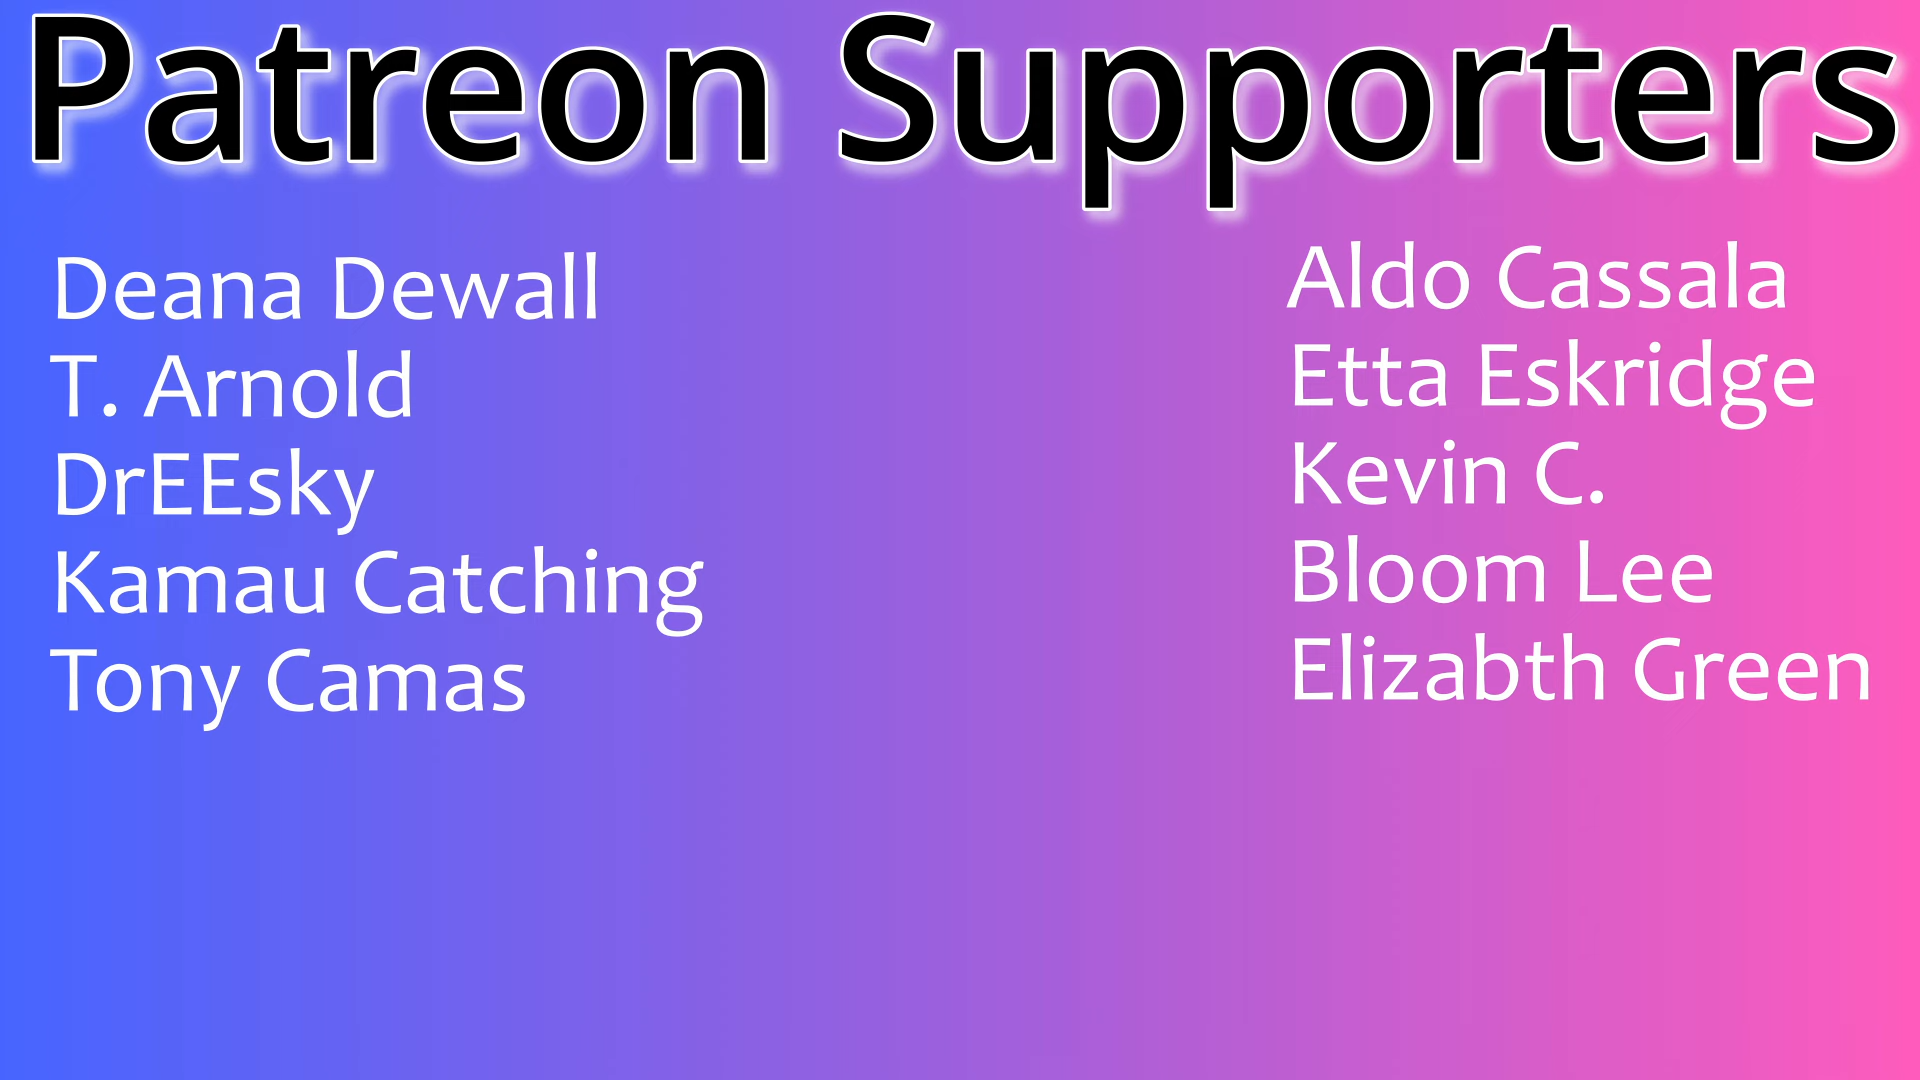 Patreon Supporters
Deana Dewall
T. Arnold
DrEEsky
Kamau Catching
Tony Camas
Aldo Cassala
Etta Eskridge
Kevin C.
Bloom Lee
Elizabth Green